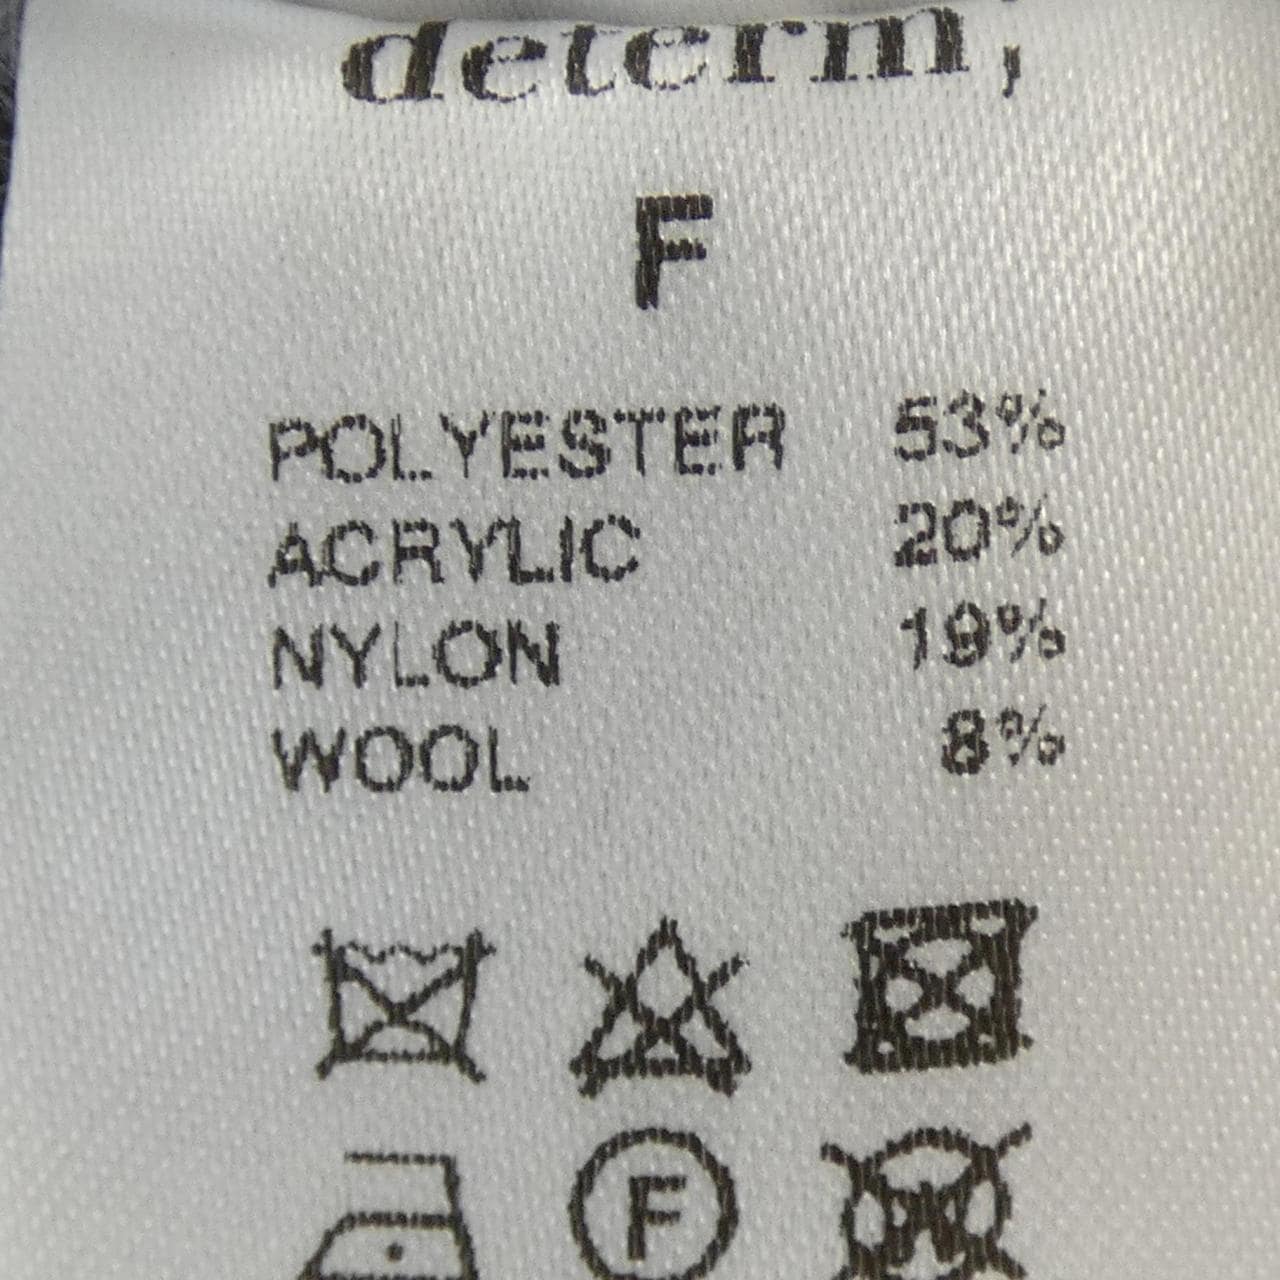 determ;
F
POLYESTER 53%
ACRYLIC 20%
NYLON 19%
WOOL 8%
F
W